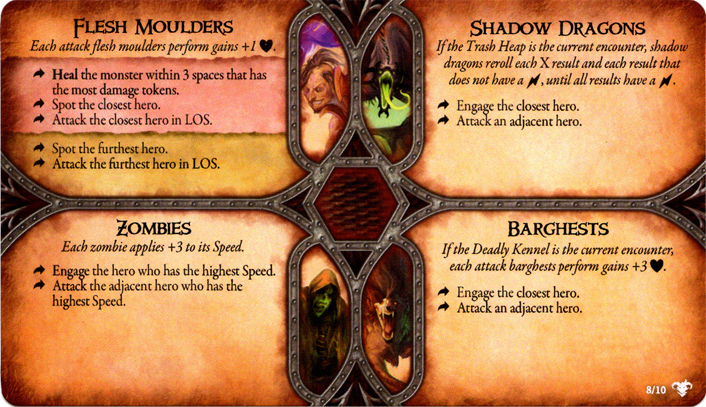 FLESH MOULDERS
Each attack flesh moulders perform gains +1 ♥.
Heal the monster within 3 spaces that has
the most damage tokens.
Spot the closest hero.
Attack the closest hero in LOS.
Spot the furthest hero.
Attack the furthest hero in LOS.
SHADOW DRAGONS
If the Trash Heap is the current encounter, shadow
dragons reroll each X result and each result that
does not have a , until all results have a .
Engage the closest hero.
Attack an adjacent hero.
ZOMBIES
Each zombie applies +3 to its Speed.
Engage the hero who has the highest Speed.
Attack the adjacent hero who has the
highest Speed.
BARGHESTS
If the Deadly Kennel is the current encounter,
each attack barghests perform gains +3 ♥.
Engage the closest hero.
Attack an adjacent hero.
8/10